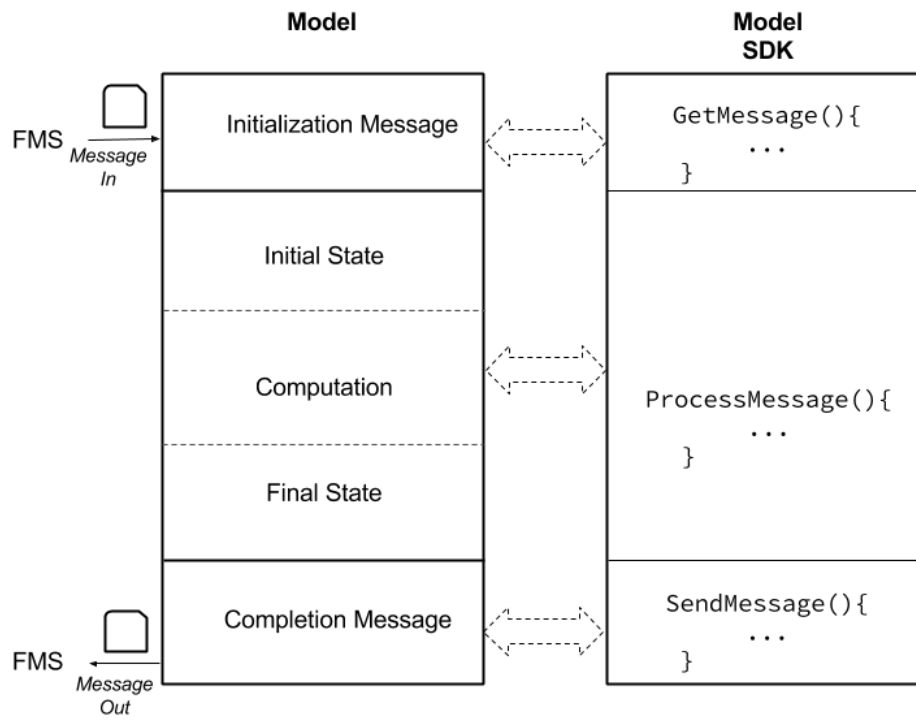 Model
Model
SDK
FMS
Message
In
Initialization Message
GetMessage(){
...
}
Initial State
Computation
ProcessMessage(){
...
}
Final State
Completion Message
SendMessage(){
...
}
FMS
Message
Out